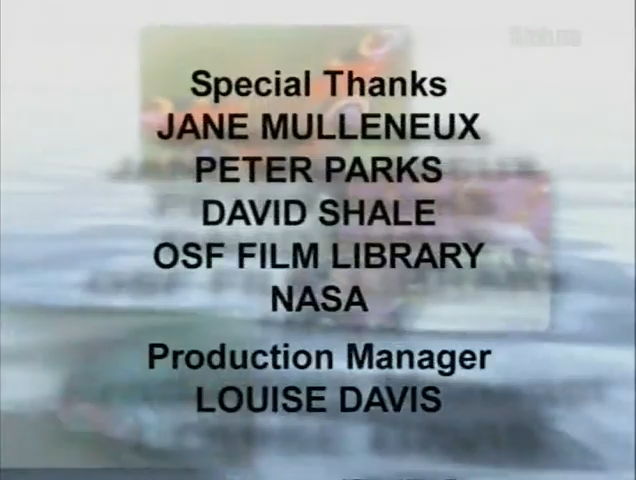 Special Thanks
JANE MULLENEUX
PETER PARKS
DAVID SHALE
OSF FILM LIBRARY
NASA
Production Manager
LOUISE DAVIS